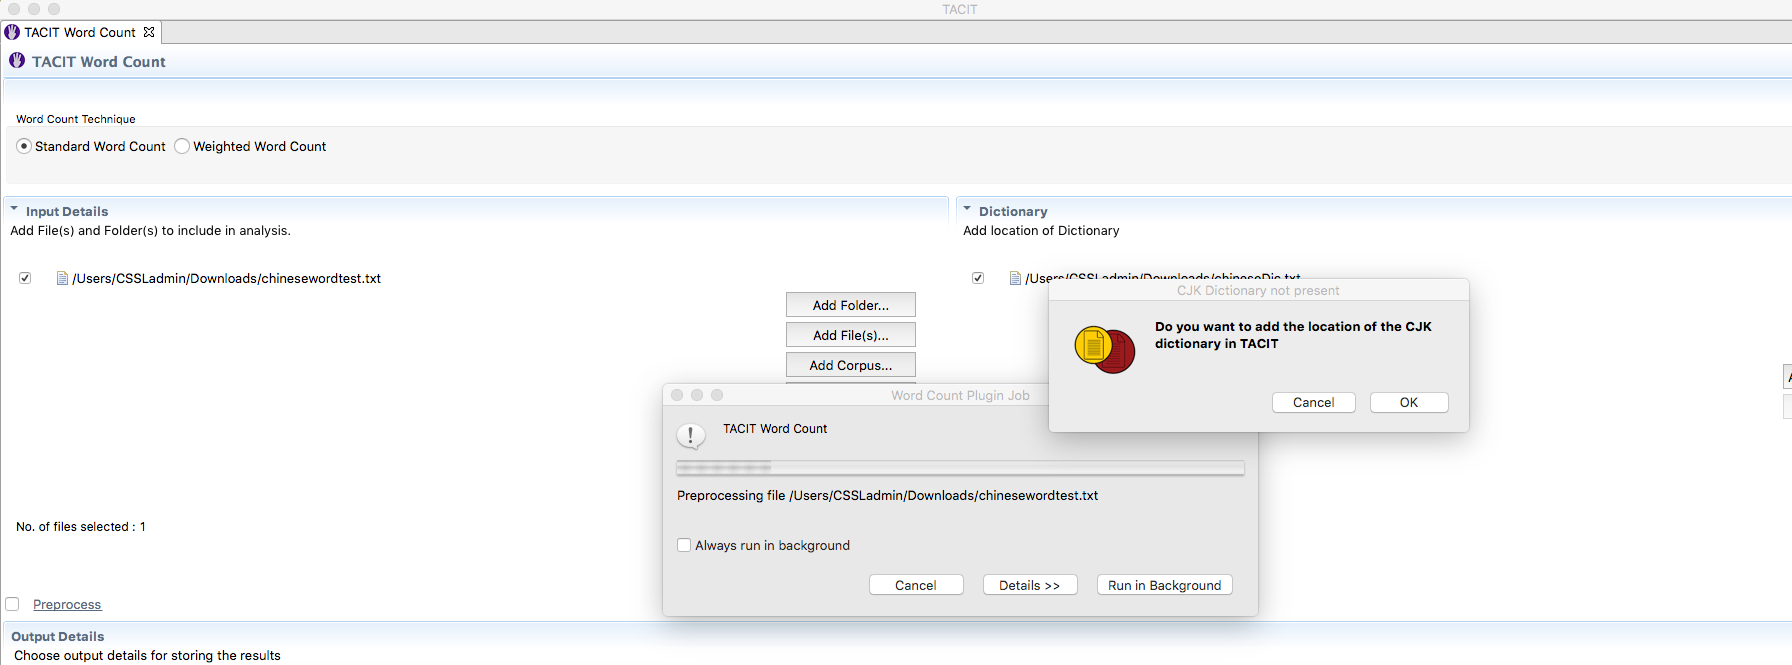 TACIT
TACIT Word Count
TACIT Word Count
Word Count Technique
Standard Word Count Weighted Word Count
Input Details
Add File(s) and Folder(s) to include in analysis.
/Users/CSSLadmin/Downloads/chinesewordtest.txt
Add Folder...
Add File(s)...
Add Corpus...
No. of files selected : 1
Preprocess
Dictionary
Add location of Dictionary
/Users/CSSLadmin/Downloads/chineseDic.txt
CJK Dictionary not present
Do you want to add the location of the CJK
dictionary in TACIT
Cancel OK
Word Count Plugin Job
TACIT Word Count
Preprocessing file /Users/CSSLadmin/Downloads/chinesewordtest.txt
Always run in background
Cancel Details >> Run in Background
Output Details
Choose output details for storing the results